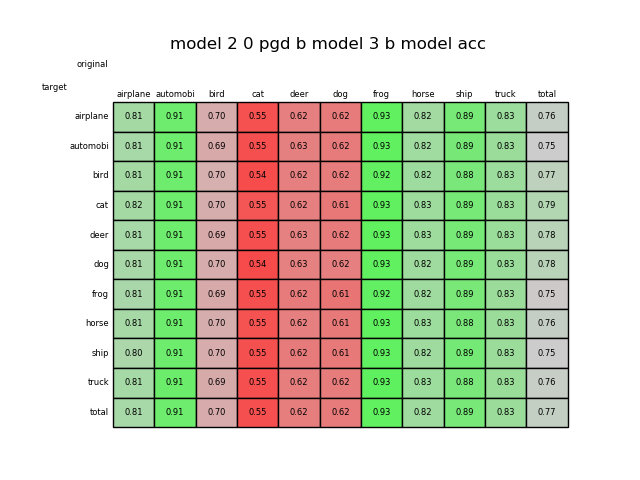 model 2 0 pgd b model 3 b model acc
original
target
airplane automobi bird cat deer dog frog horse ship truck total
airplane 0.81 0.91 0.70 0.55 0.62 0.62 0.93 0.82 0.89 0.83 0.76
automobi 0.81 0.91 0.69 0.55 0.63 0.62 0.93 0.82 0.89 0.83 0.75
bird 0.81 0.91 0.70 0.54 0.62 0.62 0.92 0.82 0.88 0.83 0.77
cat 0.82 0.91 0.70 0.55 0.62 0.61 0.93 0.83 0.89 0.83 0.79
deer 0.81 0.91 0.69 0.55 0.63 0.62 0.93 0.83 0.89 0.83 0.78
dog 0.81 0.91 0.70 0.54 0.63 0.62 0.93 0.82 0.89 0.83 0.78
frog 0.81 0.91 0.69 0.55 0.62 0.61 0.92 0.82 0.89 0.83 0.75
horse 0.81 0.91 0.70 0.55 0.62 0.61 0.93 0.83 0.88 0.83 0.76
ship 0.80 0.91 0.70 0.55 0.62 0.61 0.93 0.82 0.89 0.83 0.75
truck 0.81 0.91 0.69 0.55 0.62 0.62 0.93 0.83 0.88 0.83 0.76
total 0.81 0.91 0.70 0.55 0.62 0.62 0.93 0.82 0.89 0.83 0.77